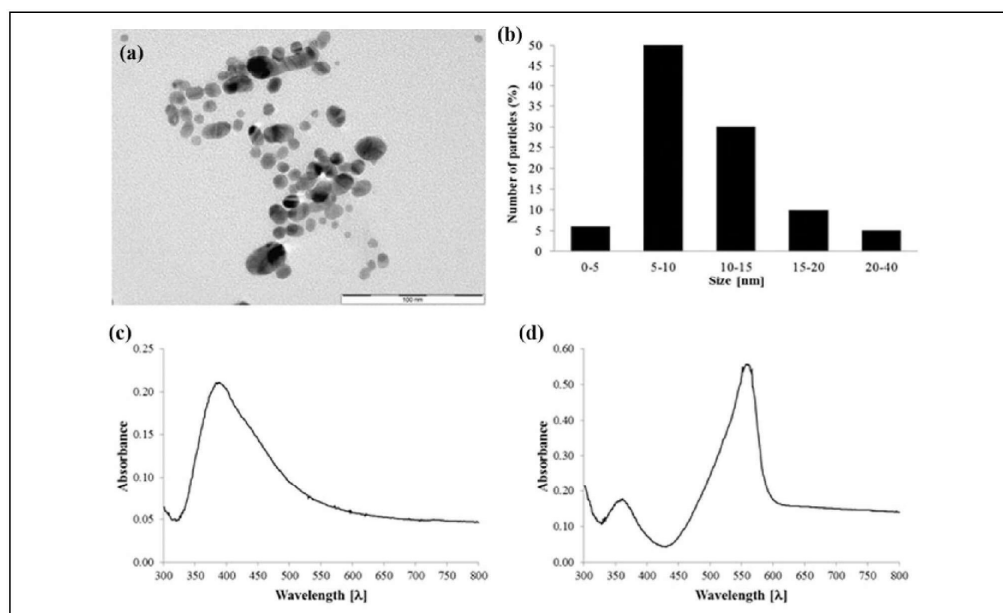 (a)
100 nm
(b)
Number of particles (%)
50
45
40
35
30
25
20
15
10
5
0
0-5 5-10 10-15 15-20 20-40
Size [nm]
(c)
Absorbance
0.25
0.20
0.15
0.10
0.05
0.00
300 350 400 450 500 550 600 650 700 750 800
Wavelength [λ]
(d)
Absorbance
0.60
0.50
0.40
0.30
0.20
0.10
0.00
300 350 400 450 500 550 600 650 700 750 800
Wavelength [λ]